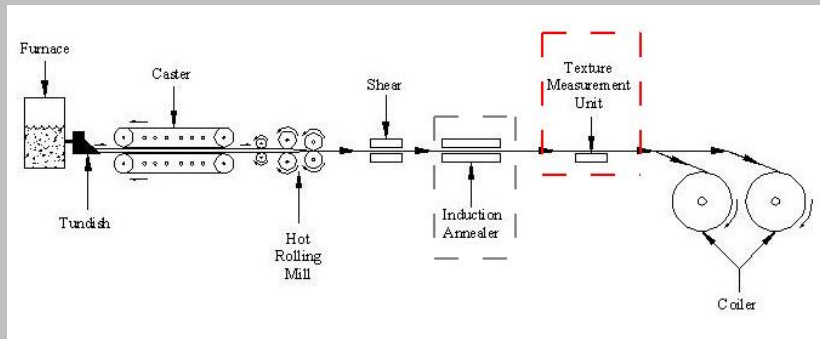 Furnace
Caster
Shear
Texture
Measurement
Unit
Tundish
Hot
Rolling
Mill
Induction
Annealer
Coiler